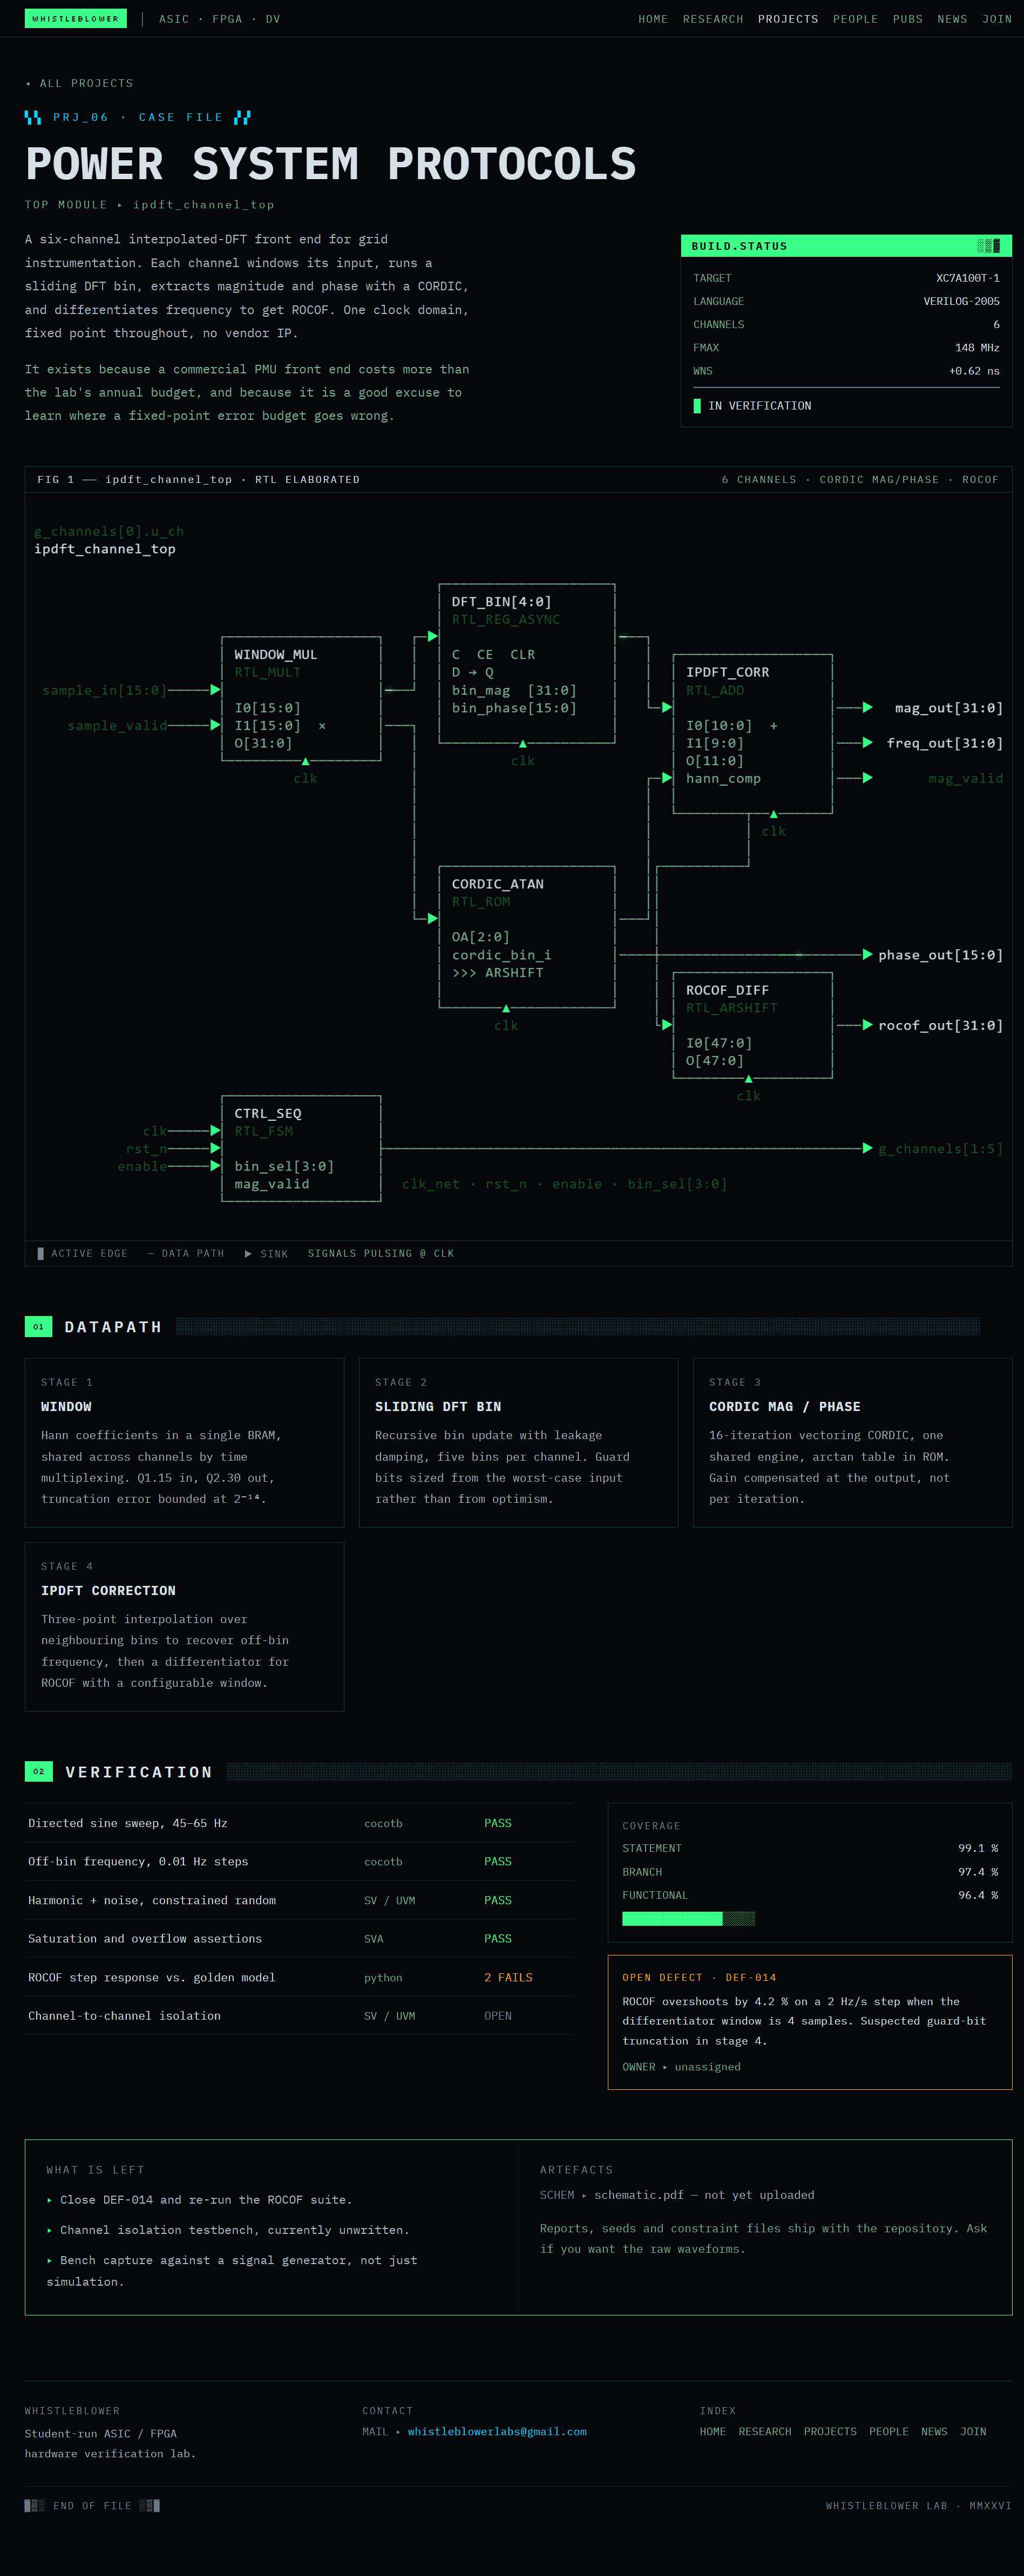 WHISTLEBLOWER
ASIC · FPGA · DV
HOME RESEARCH PROJECTS PEOPLE PUBS NEWS JOIN
◂ ALL PROJECTS
PRJ_06 · CASE FILE
POWER SYSTEM PROTOCOLS
TOP MODULE ▸ ipdft_channel_top
A six-channel interpolated-DFT front end for grid
instrumentation. Each channel windows its input, runs a
sliding DFT bin, extracts magnitude and phase with a CORDIC,
and differentiates frequency to get ROCOF. One clock domain,
fixed point throughout, no vendor IP.
It exists because a commercial PMU front end costs more than
the lab's annual budget, and because it is a good excuse to
learn where a fixed-point error budget goes wrong.
BUILD.STATUS
TARGET XC7A100T-1
LANGUAGE VERILOG-2005
CHANNELS 6
FMAX 148 MHz
WNS +0.62 ns
IN VERIFICATION
FIG 1 —— ipdft_channel_top · RTL ELABORATED
6 CHANNELS · CORDIC MAG/PHASE · ROCOF
g_channels[0].u_ch
ipdft_channel_top
DFT_BIN[4:0]
RTL_REG_ASYNC
C CE CLR
D → Q
bin_mag [31:0]
bin_phase[15:0]
clk
WINDOW_MUL
RTL_MULT
sample_in[15:0]
I0[15:0]
sample_valid
I1[15:0] ×
O[31:0]
clk
IPDFT_CORR
RTL_ADD
I0[10:0] +
I1[9:0]
O[11:0]
hann_comp
clk
mag_out[31:0]
freq_out[31:0]
mag_valid
CORDIC_ATAN
RTL_ROM
OA[2:0]
cordic_bin_i
>>> ARSHIFT
clk
phase_out[15:0]
ROCOF_DIFF
RTL_ARSHIFT
rocof_out[31:0]
I0[47:0]
O[47:0]
clk
CTRL_SEQ
clk
RTL_FSM
rst_n
enable
bin_sel[3:0]
mag_valid
g_channels[1:5]
clk_net · rst_n · enable · bin_sel[3:0]
ACTIVE EDGE — DATA PATH ▶ SINK SIGNALS PULSING @ CLK
01 DATAPATH
STAGE 1
WINDOW
Hann coefficients in a single BRAM,
shared across channels by time
multiplexing. Q1.15 in, Q2.30 out,
truncation error bounded at 2⁻¹⁴.
STAGE 2
SLIDING DFT BIN
Recursive bin update with leakage
damping, five bins per channel. Guard
bits sized from the worst-case input
rather than from optimism.
STAGE 3
CORDIC MAG / PHASE
16-iteration vectoring CORDIC, one
shared engine, arctan table in ROM.
Gain compensated at the output, not
per iteration.
STAGE 4
IPDFT CORRECTION
Three-point interpolation over
neighbouring bins to recover off-bin
frequency, then a differentiator for
ROCOF with a configurable window.
02 VERIFICATION
Directed sine sweep, 45–65 Hz cocotb PASS
Off-bin frequency, 0.01 Hz steps cocotb PASS
Harmonic + noise, constrained random SV / UVM PASS
Saturation and overflow assertions SVA PASS
ROCOF step response vs. golden model python 2 FAILS
Channel-to-channel isolation SV / UVM OPEN
COVERAGE
STATEMENT 99.1 %
BRANCH 97.4 %
FUNCTIONAL 96.4 %
OPEN DEFECT · DEF-014
ROCOF overshoots by 4.2 % on a 2 Hz/s step when the
differentiator window is 4 samples. Suspected guard-bit
truncation in stage 4.
OWNER ▸ unassigned
WHAT IS LEFT
▸ Close DEF-014 and re-run the ROCOF suite.
▸ Channel isolation testbench, currently unwritten.
▸ Bench capture against a signal generator, not just
simulation.
ARTEFACTS
SCHEM ▸ schematic.pdf — not yet uploaded
Reports, seeds and constraint files ship with the repository. Ask
if you want the raw waveforms.
WHISTLEBLOWER
Student-run ASIC / FPGA
hardware verification lab.
CONTACT
MAIL ▸ whistleblowerlabs@gmail.com
INDEX
HOME RESEARCH PROJECTS PEOPLE NEWS JOIN
END OF FILE
WHISTLEBLOWER LAB · MMXXVI